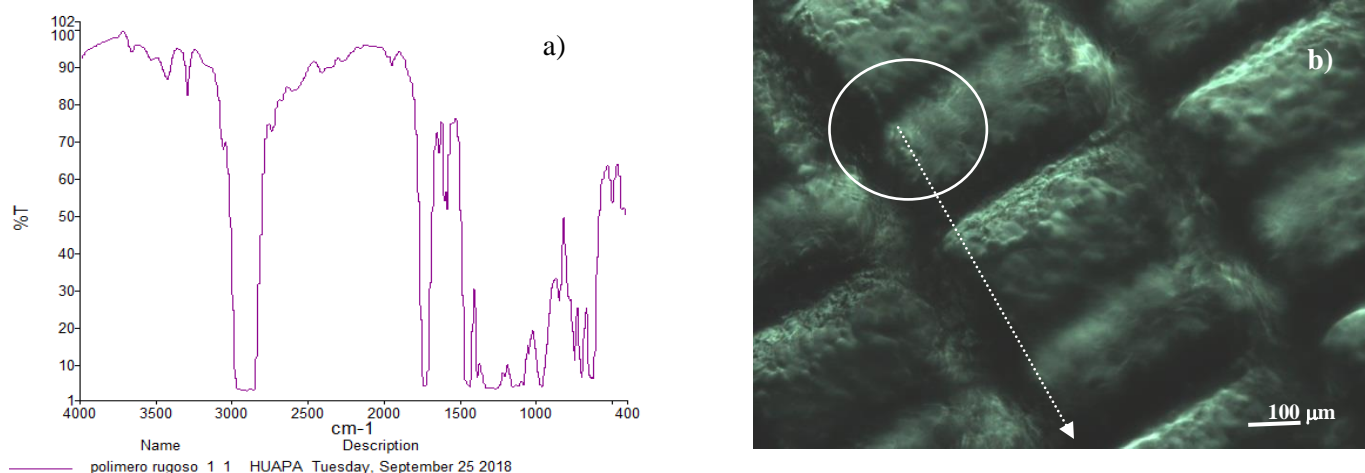 a)
%T
102
100
90
80
70
60
50
40
30
20
10
1
4000 3500 3000 2500 2000 1500 1000 500 400
cm-1
Name Description
polimero rugoso 1 1 HUAPA Tuesday, September 25 2018
b)
100 µm